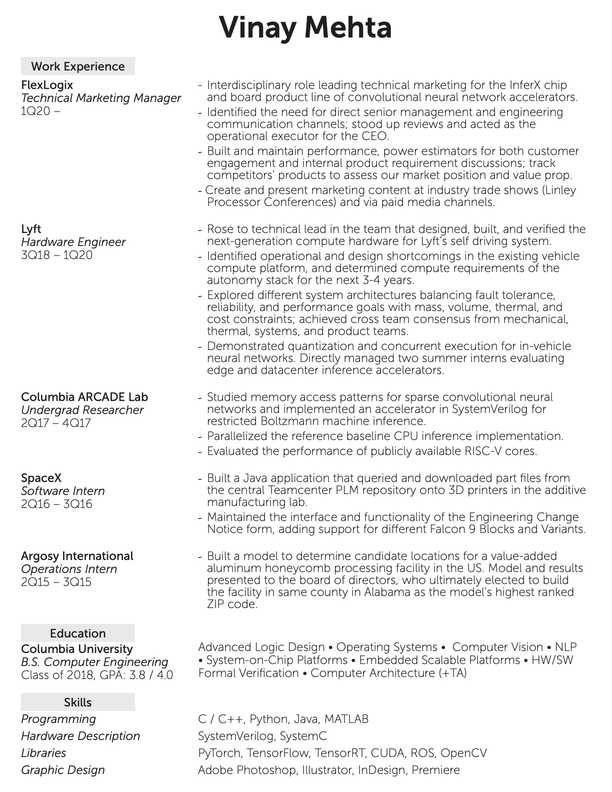 Vinay Mehta
Work Experience
FlexLogix
Technical Marketing Manager
1Q20 –
- Interdisciplinary role leading technical marketing for the InferX chip
and board product line of convolutional neural network accelerators.
- Identified the need for direct senior management and engineering
communication channels; stood up reviews and acted as the
operational executor for the CEO.
- Built and maintain performance, power estimators for both customer
engagement and internal product requirement discussions; track
competitors' products to assess our market position and value prop.
- Create and present marketing content at industry trade shows (Linley
Processor Conferences) and via paid media channels.
Lyft
Hardware Engineer
3Q18 – 1Q20
- Rose to technical lead in the team that designed, built, and verified the
next-generation compute hardware for Lyft's self driving system.
- Identified operational and design shortcomings in the existing vehicle
compute platform, and determined compute requirements of the
autonomy stack for the next 3-4 years.
- Explored different system architectures balancing fault tolerance,
reliability, and performance goals with mass, volume, thermal, and
cost constraints; achieved cross team consensus from mechanical,
thermal, systems, and product teams.
- Demonstrated quantization and concurrent execution for in-vehicle
neural networks. Directly managed two summer interns evaluating
edge and datacenter inference accelerators.
Columbia ARCADE Lab
Undergrad Researcher
2Q17 – 4Q17
- Studied memory access patterns for sparse convolutional neural
networks and implemented an accelerator in SystemVerilog for
restricted Boltzmann machine inference.
- Parallelized the reference baseline CPU inference implementation.
- Evaluated the performance of publicly available RISC-V cores.
SpaceX
Software Intern
2Q16 – 3Q16
- Built a Java application that queried and downloaded part files from
the central Teamcenter PLM repository onto 3D printers in the additive
manufacturing lab.
- Maintained the interface and functionality of the Engineering Change
Notice form, adding support for different Falcon 9 Blocks and Variants.
Argosy International
Operations Intern
2Q15 – 3Q15
- Built a model to determine candidate locations for a value-added
aluminum honeycomb processing facility in the US. Model and results
presented to the board of directors, who ultimately elected to build
the facility in same county in Alabama as the model's highest ranked
ZIP code.
Education
Columbia University
B.S. Computer Engineering
Class of 2018, GPA: 3.8 / 4.0
Advanced Logic Design • Operating Systems • Computer Vision • NLP
• System-on-Chip Platforms • Embedded Scalable Platforms • HW/SW
Formal Verification • Computer Architecture (+TA)
Skills
Programming C / C++, Python, Java, MATLAB
Hardware Description SystemVerilog, SystemC
Libraries PyTorch, TensorFlow, TensorRT, CUDA, ROS, OpenCV
Graphic Design Adobe Photoshop, Illustrator, InDesign, Premiere